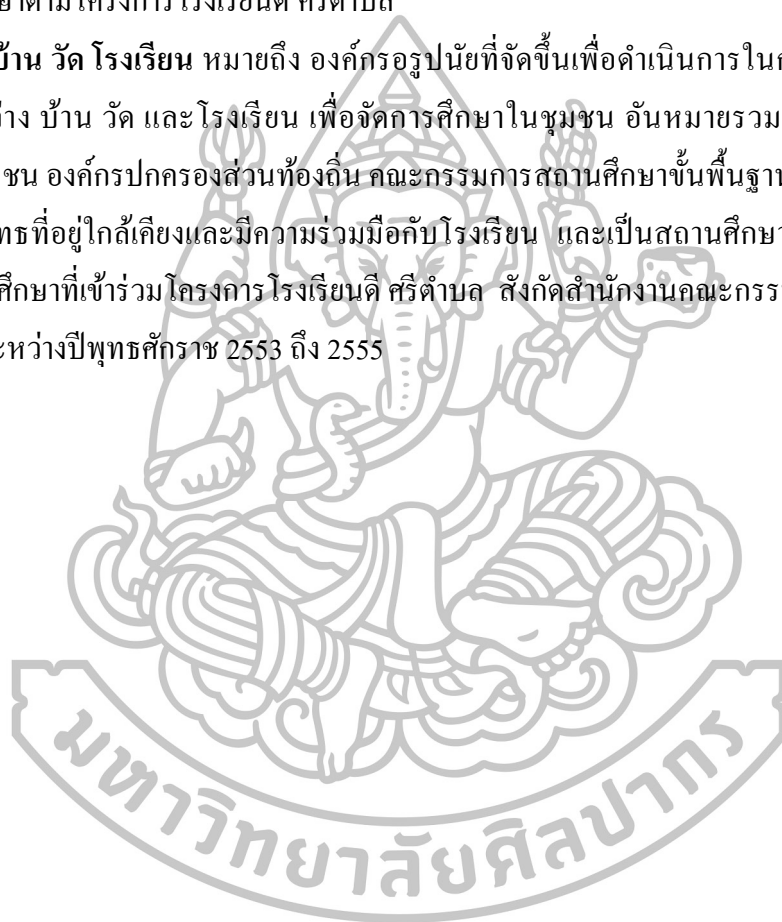 ษาตามโครงการโรงเรียนดี ศรีตำบล
บ้าน วัด โรงเรียน หมายถึง องค์กรอรูปนัยที่จัดขึ้นเพื่อดำเนินการใน
าง บ้าน วัด และโรงเรียน เพื่อจัดการศึกษาในชุมชน อันหมายรวม
ชน องค์กรปกครองส่วนท้องถิ่น คณะกรรมการสถานศึกษาขั้นพื้นฐาน
ทธที่อยู่ใกล้เคียงและมีความร่วมมือกับโรงเรียน และเป็นสถานศึกษา
ศึกษาที่เข้าร่วมโครงการโรงเรียนดี ศรีตำบล สังกัดสำนักงานคณะกรร
ะหว่างปีพุทธศักราช 2553 ถึง 2555
มหาวิทยาลัยศิลปากร